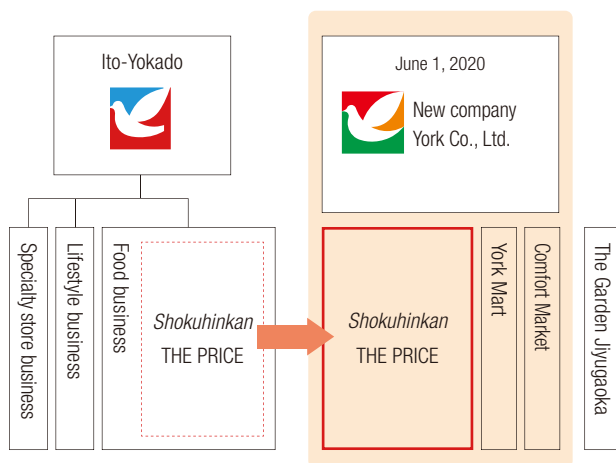 Ito-Yokado
Specialty store business
Lifestyle business
Food business
Shokuhinkan
THE PRICE
June 1, 2020
New company
York Co., Ltd.
Shokuhinkan
THE PRICE
York Mart
Comfort Market
The Garden Jiyugaoka